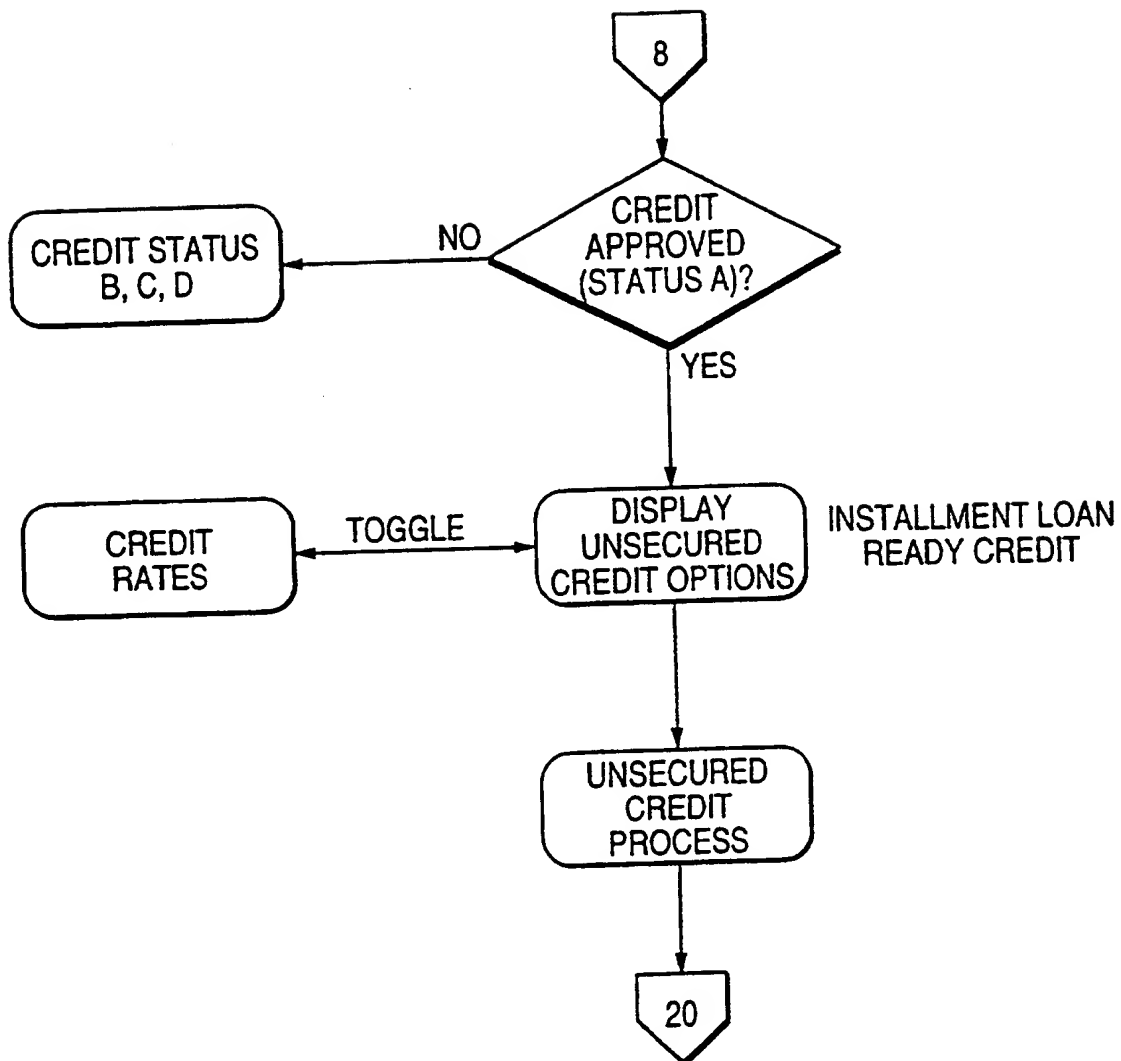 8
CREDIT
APPROVED
(STATUS A)?
NO
CREDIT STATUS
B, C, D
YES
DISPLAY
UNSECURED
CREDIT OPTIONS
TOGGLE
CREDIT
RATES
INSTALLMENT LOAN
READY CREDIT
UNSECURED
CREDIT
PROCESS
20